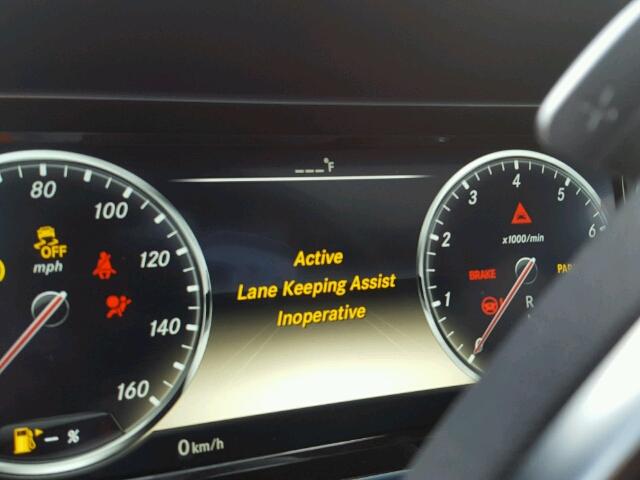 ---°F
80
100
120
140
160
OFF
mph
Active
Lane Keeping Assist
Inoperative
- %
0 km/h
1
2
3
4
5
6
x1000/min
BRAKE
R